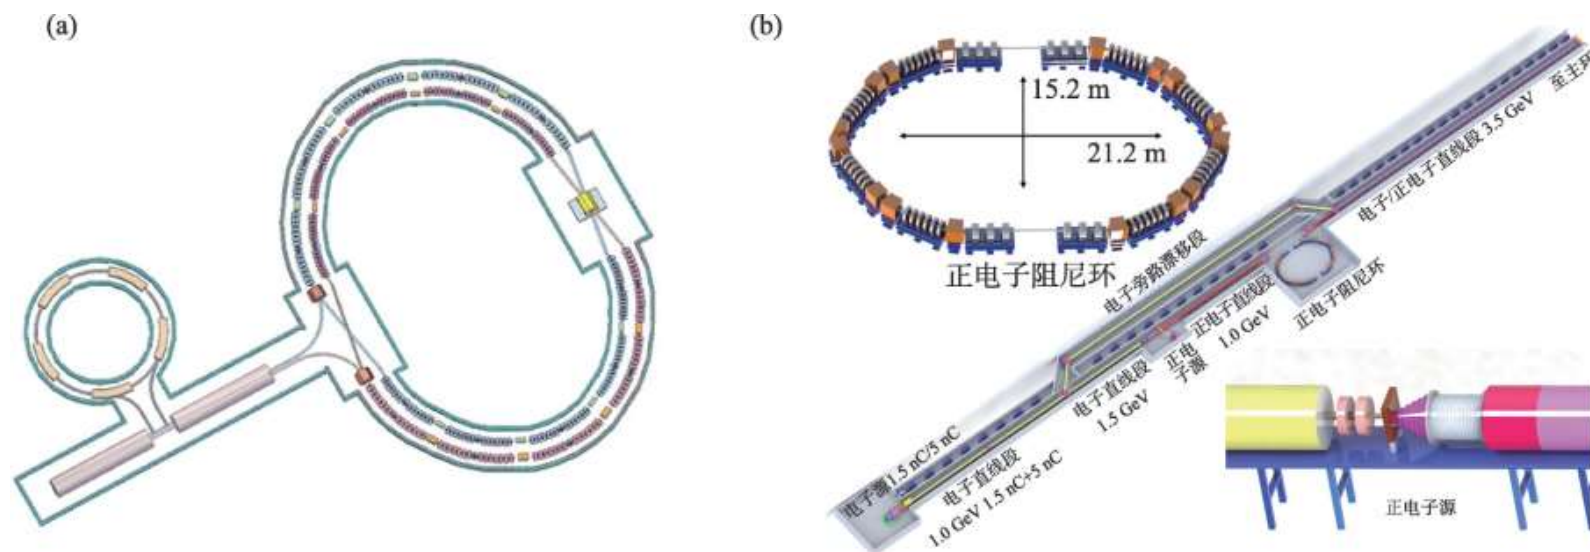 (a)
(b)
15.2 m
21.2 m
正电子阻尼环
至主环
电子/正电子直线段 3.5 GeV
电子旁路漂移段
正电子阻尼环
正电子直线段
1.0 GeV
正电
子源
电子直线段
1.5 GeV
电子源1.5 nC/5 nC
电子直线段
1.0 GeV 1.5 nC+5 nC
正电子源